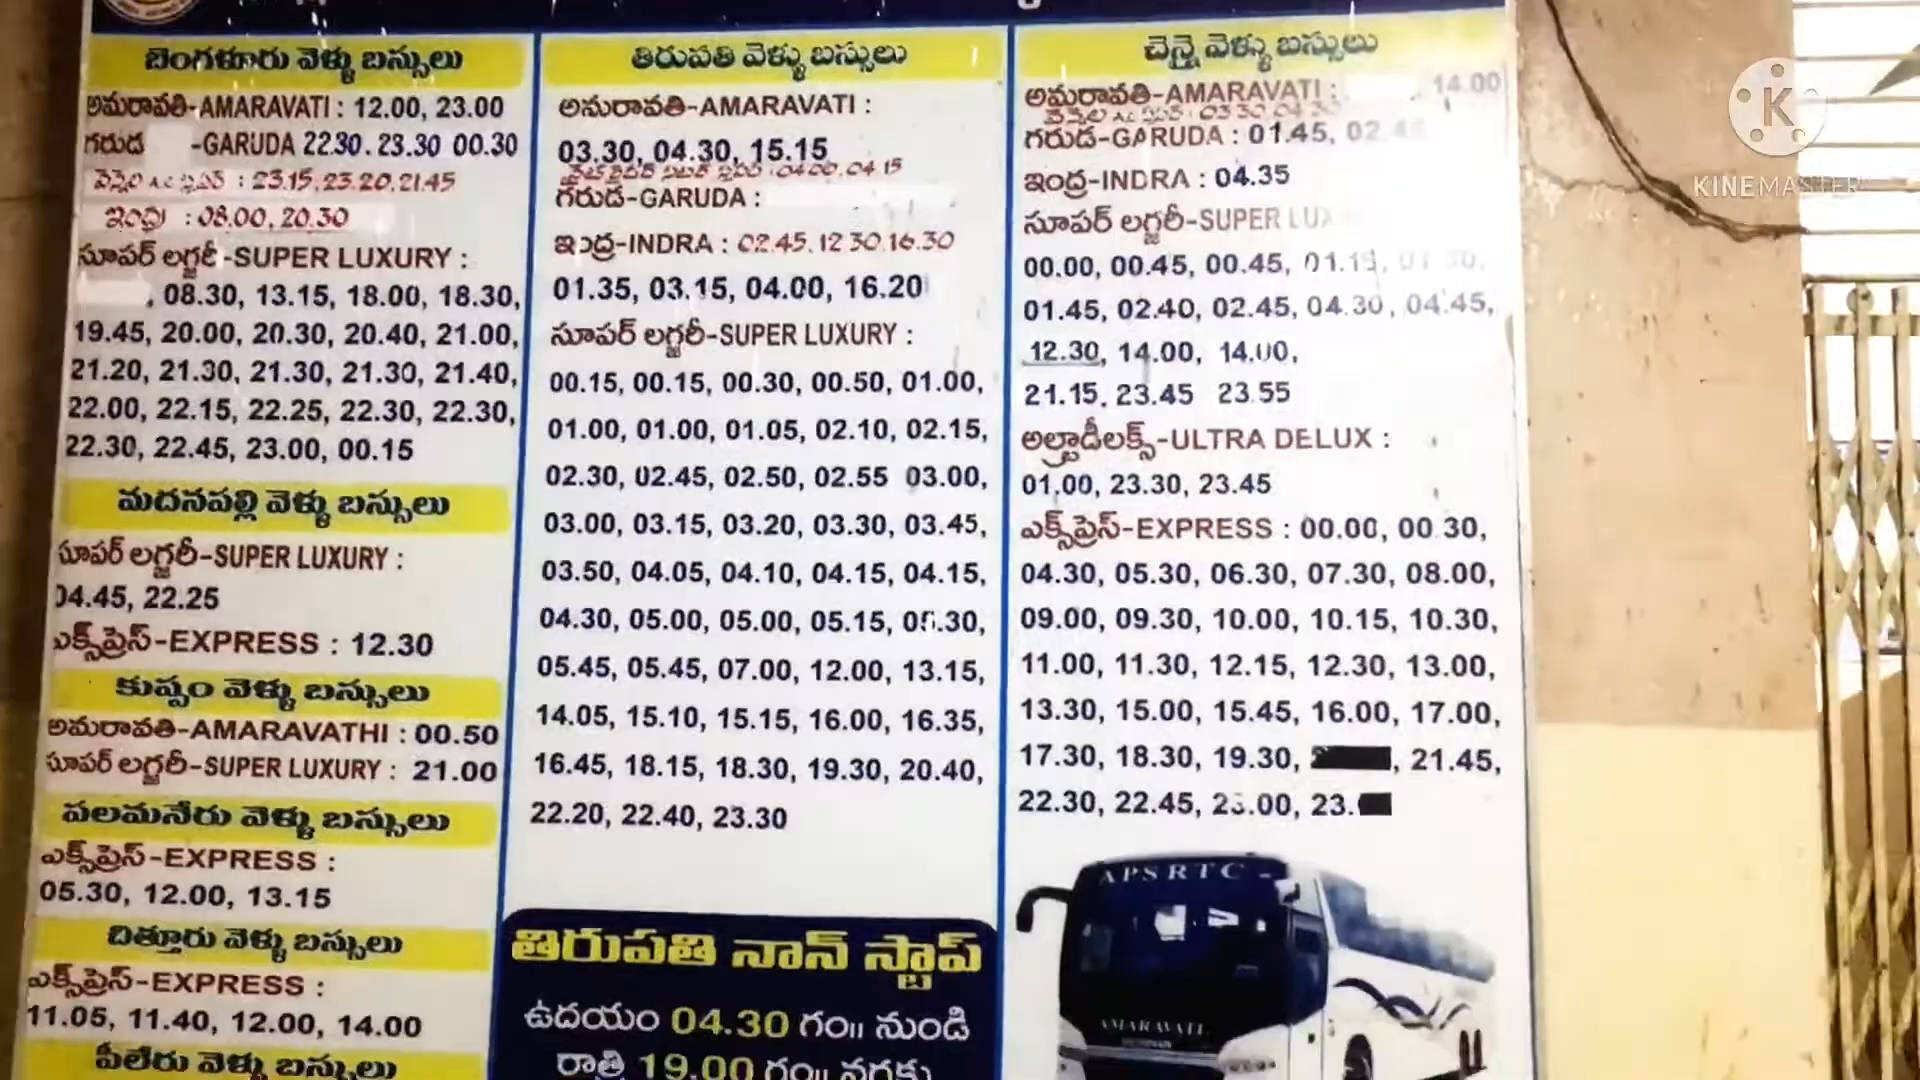 బెంగళూరు వెళ్ళు బస్సులు
అమరావతి-AMARAVATI : 12.00, 23.00
గరుడ -GARUDA 22.30. 23.30 00.30
వెన్నెల A.C స్లీపర్ : 23.15, 23.20, 21.45
ఇంద్ర : 08.00, 20.30
సూపర్ లగ్జరీ-SUPER LUXURY :
, 08.30, 13.15, 18.00, 18.30,
19.45, 20.00, 20.30, 20.40, 21.00,
21.20, 21.30, 21.30, 21.30, 21.40,
22.00, 22.15, 22.25, 22.30, 22.30,
22.30, 22.45, 23.00, 00.15
మదనపల్లి వెళ్ళు బస్సులు
సూపర్ లగ్జరీ-SUPER LUXURY :
04.45, 22.25
ఎక్స్‌ప్రెస్-EXPRESS : 12.30
కుప్పం వెళ్ళు బస్సులు
అమరావతి-AMARAVATHI : 00.50
సూపర్ లగ్జరీ-SUPER LUXURY : 21.00
పలమనేరు వెళ్ళు బస్సులు
ఎక్స్‌ప్రెస్-EXPRESS :
05.30, 12.00, 13.15
చిత్తూరు వెళ్ళు బస్సులు
ఎక్స్‌ప్రెస్-EXPRESS :
11.05, 11.40, 12.00, 14.00
పీలేరు వెళ్ళు బస్సులు
తిరుపతి వెళ్ళు బస్సులు
అమరావతి-AMARAVATI :
03.30, 04.30, 15.15
04.00, 04.15
గరుడ-GARUDA :
ఇంద్ర-INDRA : 02.45, 12.30, 16.30
01.35, 03.15, 04.00, 16.20
సూపర్ లగ్జరీ-SUPER LUXURY :
00.15, 00.15, 00.30, 00.50, 01.00,
01.00, 01.00, 01.05, 02.10, 02.15,
02.30, 02.45, 02.50, 02.55 03.00,
03.00, 03.15, 03.20, 03.30, 03.45,
03.50, 04.05, 04.10, 04.15, 04.15,
04.30, 05.00, 05.00, 05.15, 05.30,
05.45, 05.45, 07.00, 12.00, 13.15,
14.05, 15.10, 15.15, 16.00, 16.35,
16.45, 18.15, 18.30, 19.30, 20.40,
22.20, 22.40, 23.30
తిరుపతి నాన్ స్టాప్
ఉదయం 04.30 గం॥ నుండి
రాత్రి 19.00 గం॥ వరకు
చెన్నై వెళ్ళు బస్సులు
అమరావతి-AMARAVATI : 14.00
వెన్నెల A.C స్లీపర్ : 03.30
గరుడ-GARUDA : 01.45, 02.45
ఇంద్ర-INDRA : 04.35
సూపర్ లగ్జరీ-SUPER LUX
00.00, 00.45, 00.45, 01.15, 01.30,
01.45, 02.40, 02.45, 04.30, 04.45,
12.30, 14.00, 14.00,
21.15, 23.45 23.55
అల్ట్రాడీలక్స్-ULTRA DELUX :
01.00, 23.30, 23.45
ఎక్స్‌ప్రెస్-EXPRESS : 00.00, 00.30,
04.30, 05.30, 06.30, 07.30, 08.00,
09.00, 09.30, 10.00, 10.15, 10.30,
11.00, 11.30, 12.15, 12.30, 13.00,
13.30, 15.00, 15.45, 16.00, 17.00,
17.30, 18.30, 19.30, , 21.45,
22.30, 22.45, 23.00, 23.
APSRTC
AMARAVATI
K
KINEMASTER